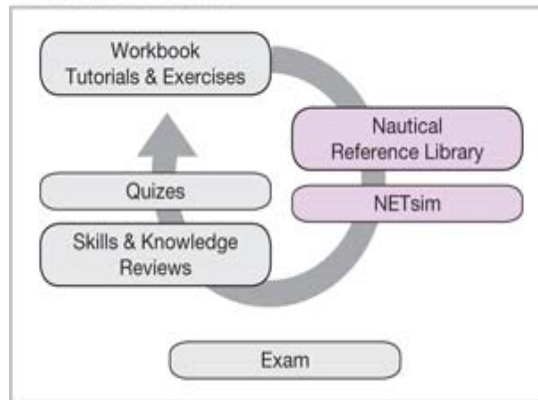 Workbook
Tutorials & Exercises
Nautical
Reference Library
Quizes
NETsim
Skills & Knowledge
Reviews
Exam